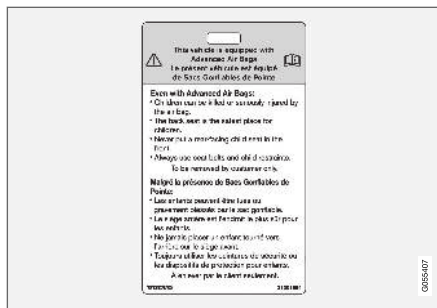 This vehicle is equipped with
Advanced Air Bags
Le présent véhicule est équipé
de Sacs Gonflables de Pointe
Even with Advanced Air Bags:
• Children can be killed or seriously injured by
the air bag.
• The back seat is the safest place for
children.
• Never put a rear-facing child seat in the
front.
• Always use seat belts and child restraints.
To be removed by customer only.
Malgré la présence de Sacs Gonflables de
Pointe:
• Les enfants peuvent être tués ou
gravement blessés par le sac gonflable.
• Le siège arrière est l'endroit le plus sûr pour
les enfants.
• Ne jamais placer un enfant tourné vers
l'arrière sur le siège avant.
• Toujours utiliser les ceintures de sécurité ou
les dispositifs de protection pour enfants.
A enlever par le client seulement.
VOLVO
G055407